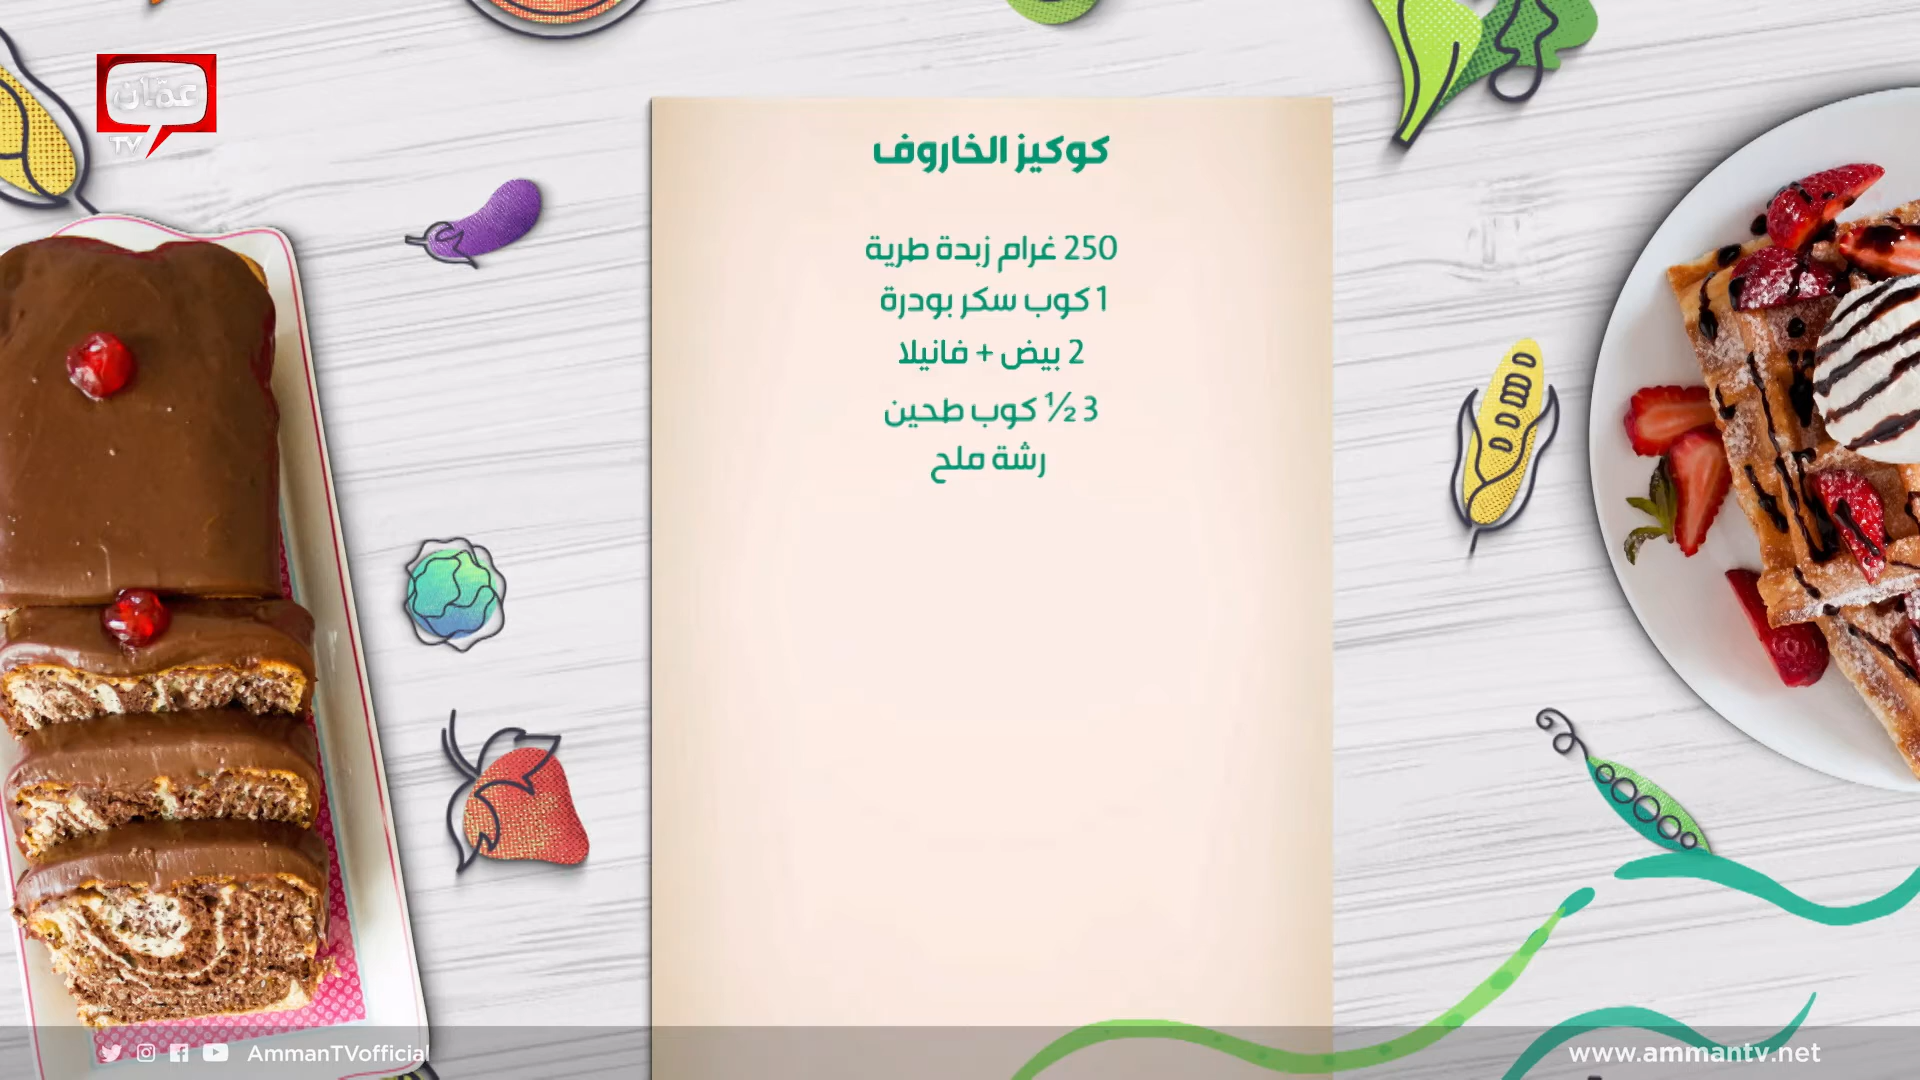 عمّان
TV
كوكيز الخاروف
250 غرام زبدة طرية
1 كوب سكر بودرة
2 بيض + فانيلا
3 ½ كوب طحين
رشة ملح
AmmanTVofficial
www.ammantv.net